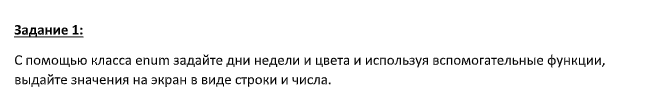 Задание 1:
С помощью класса enum задайте дни недели и цвета и используя вспомогательные функции,
выдайте значения на экран в виде строки и числа.